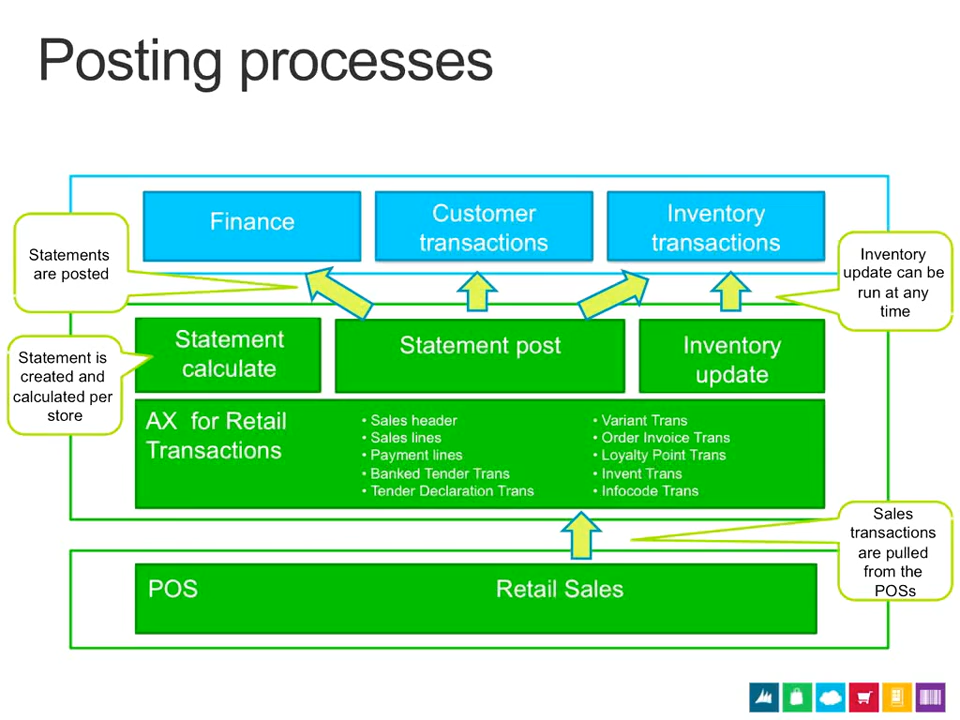 Posting processes
Finance
Customer
transactions
Inventory
transactions
Statements
are posted
Inventory
update can be
run at any
time
Statement
calculate
Statement post
Inventory
update
Statement is
created and
calculated per
store
AX  for Retail
Transactions
• Sales header
• Sales lines
• Payment lines
• Banked Tender Trans
• Tender Declaration Trans
• Variant Trans
• Order Invoice Trans
• Loyalty Point Trans
• Invent Trans
• Infocode Trans
Sales
transactions
are pulled
from the
POSs
POS
Retail Sales